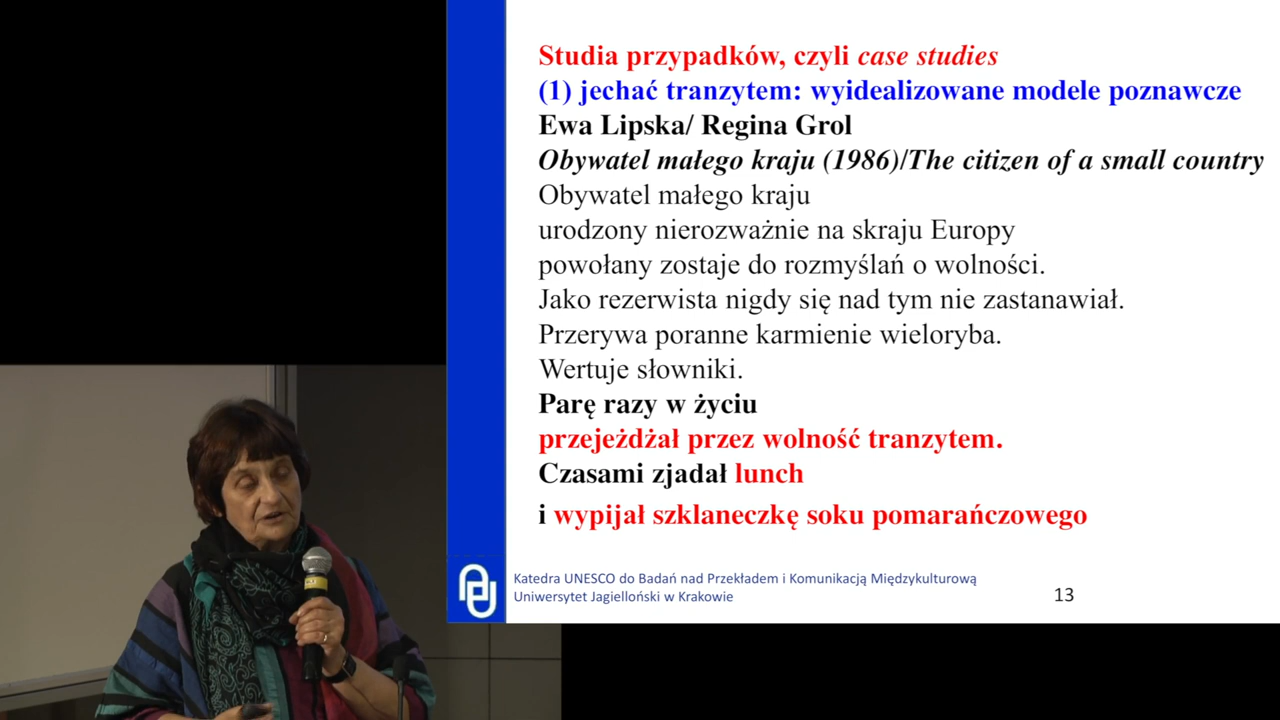 Studia przypadków, czyli case studies
(1) jechać tranzytem: wyidealizowane modele poznawcze
Ewa Lipska/ Regina Grol
Obywatel małego kraju (1986)/The citizen of a small country
Obywatel małego kraju
urodzony nierozważnie na skraju Europy
powołany zostaje do rozmyślań o wolności.
Jako rezerwista nigdy się nad tym nie zastanawiał.
Przerywa poranne karmienie wieloryba.
Wertuje słowniki.
Parę razy w życiu
przejeżdżał przez wolność tranzytem.
Czasami zjadał lunch
i wypijał szklaneczkę soku pomarańczowego
Katedra UNESCO do Badań nad Przekładem i Komunikacją Międzykulturową
Uniwersytet Jagielloński w Krakowie
13